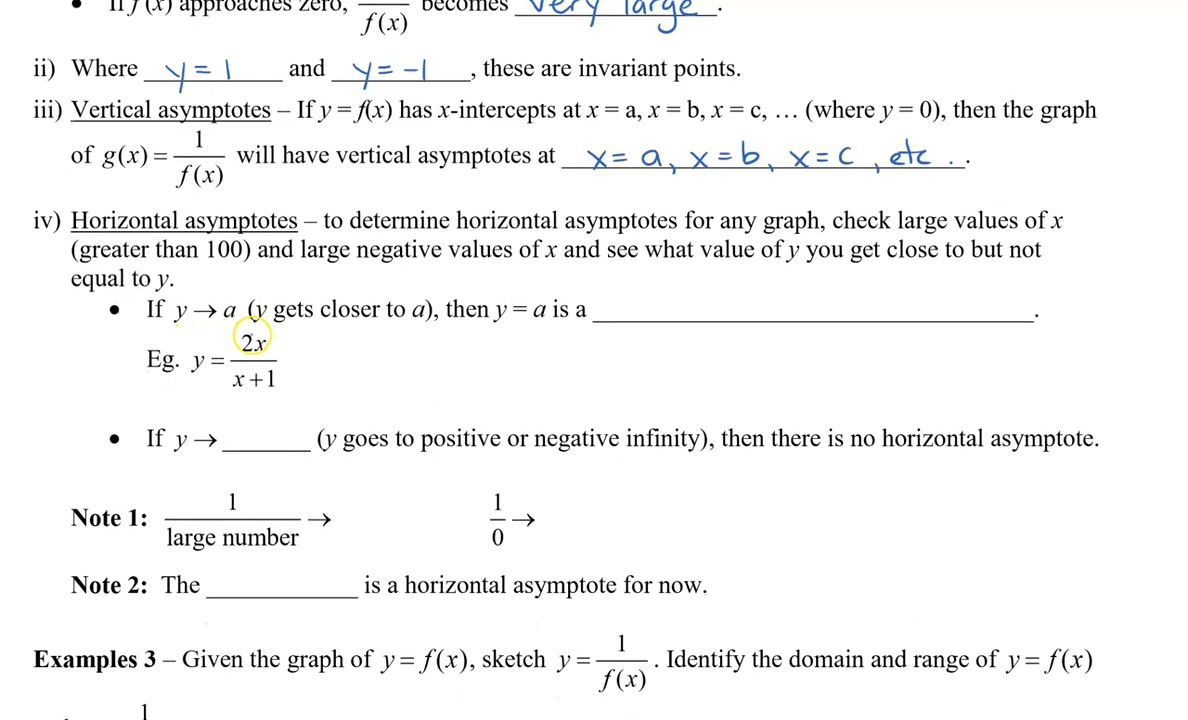 • If f(x) approaches zero, f(x) becomes very large.
ii) Where y = 1 and y = -1, these are invariant points.
iii) Vertical asymptotes – If y = f(x) has x-intercepts at x = a, x = b, x = c, … (where y = 0), then the graph
of g(x) = 1/f(x) will have vertical asymptotes at x = a, x = b, x = c, etc..
iv) Horizontal asymptotes – to determine horizontal asymptotes for any graph, check large values of x
(greater than 100) and large negative values of x and see what value of y you get close to but not
equal to y.
• If y → a (y gets closer to a), then y = a is a ____________________.
Eg. y = 2x/(x+1)
• If y → ______ (y goes to positive or negative infinity), then there is no horizontal asymptote.
Note 1: 1/large number → 1/0 →
Note 2: The ____________ is a horizontal asymptote for now.
Examples 3 – Given the graph of y = f(x), sketch y = 1/f(x). Identify the domain and range of y = f(x)
1